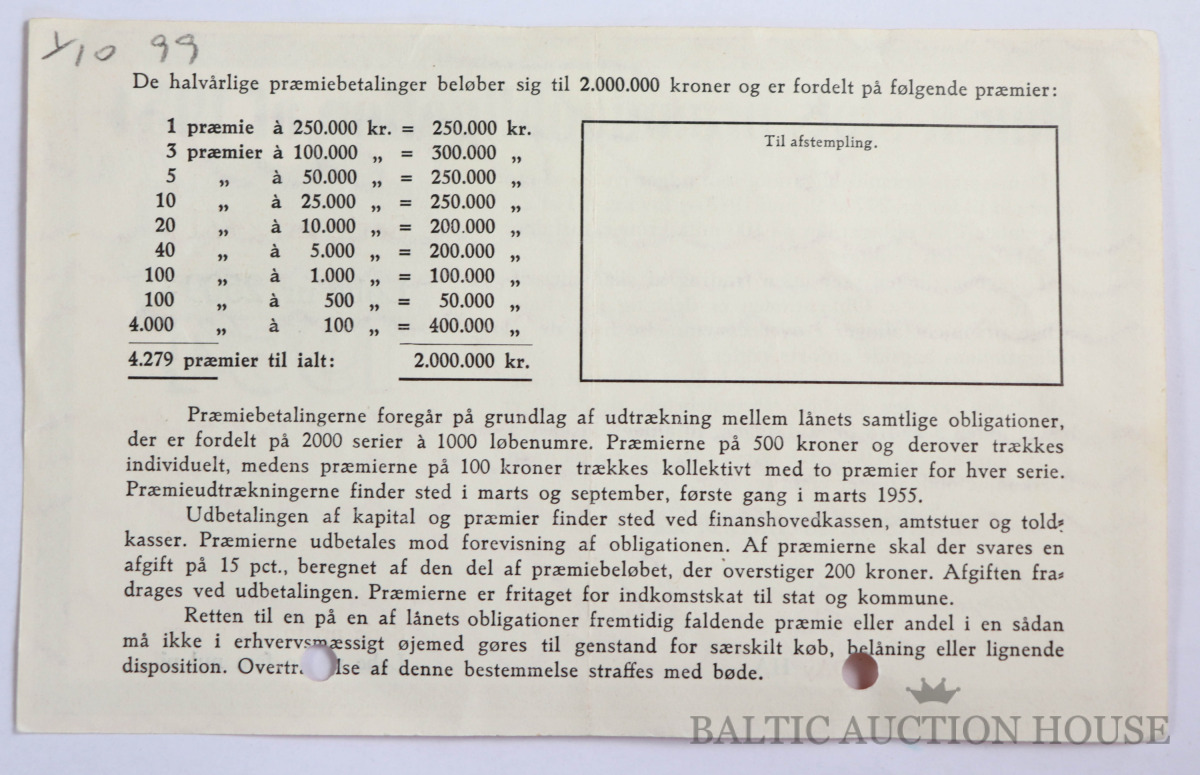 De halvårlige præmiebetalinger beløber sig til 2.000.000 kroner og er fordelt på følgende præmier:
1 præmie à 250.000 kr. = 250.000 kr.
3 præmier à 100.000 „ = 300.000 „
5 „ à 50.000 „ = 250.000 „
10 „ à 25.000 „ = 250.000 „
20 „ à 10.000 „ = 200.000 „
40 „ à 5.000 „ = 200.000 „
100 „ à 1.000 „ = 100.000 „
100 „ à 500 „ = 50.000 „
4.000 „ à 100 „ = 400.000 „
4.279 præmier til ialt: 2.000.000 kr.
Til afstempling.
Præmiebetalingerne foregår på grundlag af udtrækning mellem lånets samtlige obligationer,
der er fordelt på 2000 serier à 1000 løbenumre. Præmierne på 500 kroner og derover trækkes
individuelt, medens præmierne på 100 kroner trækkes kollektivt med to præmier for hver serie.
Præmieudtrækningerne finder sted i marts og september, første gang i marts 1955.
Udbetalingen af kapital og præmier finder sted ved finanshovedkassen, amtstuer og told-
kasser. Præmierne udbetales mod forevisning af obligationen. Af præmierne skal der svares en
afgift på 15 pct., beregnet af den del af præmiebeløbet, der overstiger 200 kroner. Afgiften fra-
drages ved udbetalingen. Præmierne er fritaget for indkomstskat til stat og kommune.
Retten til en på en af lånets obligationer fremtidig faldende præmie eller andel i en sådan
må ikke i erhvervsmæssigt øjemed gøres til genstand for særskilt køb, belåning eller lignende
disposition. af denne bestemmelse straffes med bøde.
BALTIC AUCTION HOUSE